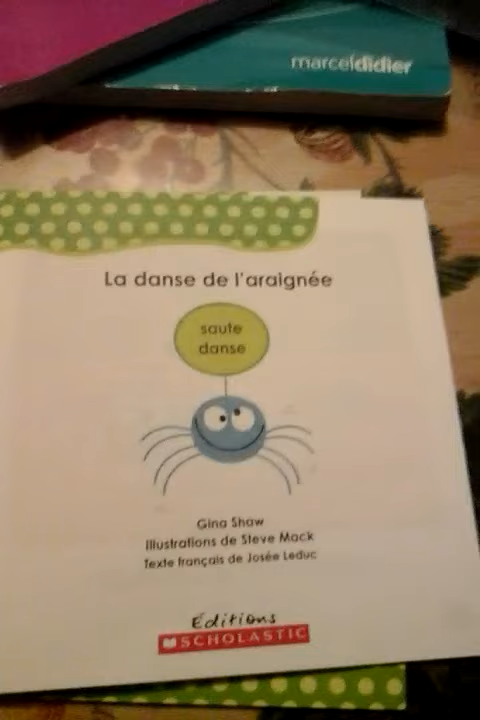 marceldidier
La danse de l'araignée
saute
danse
Gina Shaw
Illustrations de Steve Mack
Texte français de Josée Leduc
Éditions
SCHOLASTIC